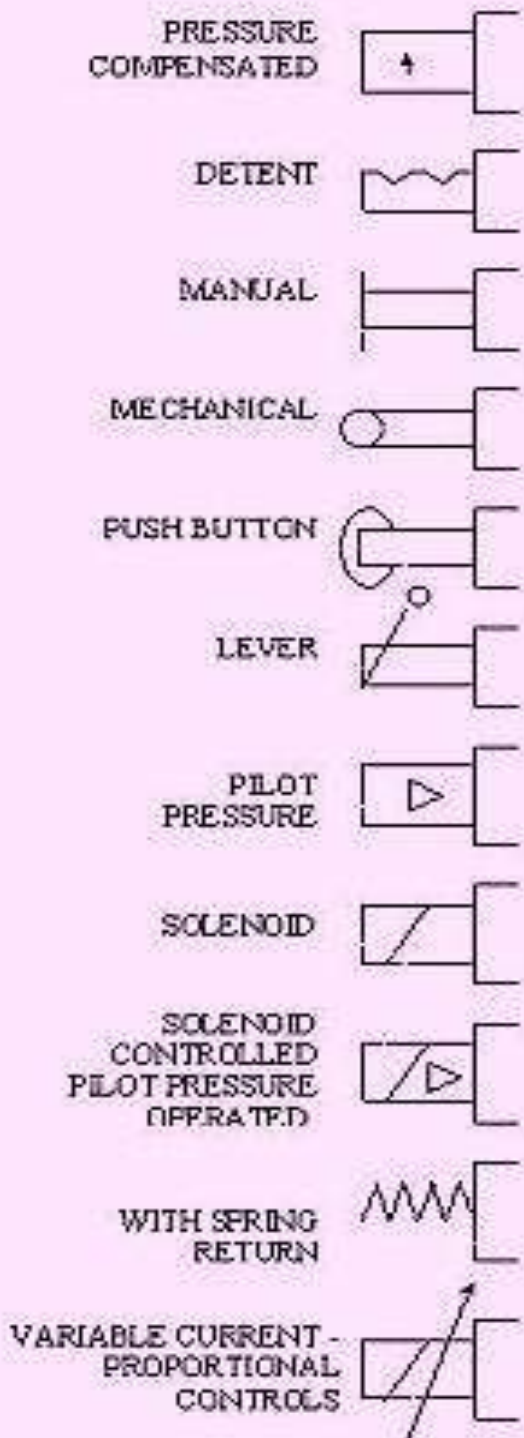 PRESSURE
COMPENSATED
DETENT
MANUAL
MECHANICAL
PUSH BUTTON
LEVER
PILOT
PRESSURE
SOLENOID
SOLENOID
CONTROLLED
PILOT PRESSURE
OPERATED
WITH SPRING
RETURN
VARIABLE CURRENT -
PROPORTIONAL
CONTROLS